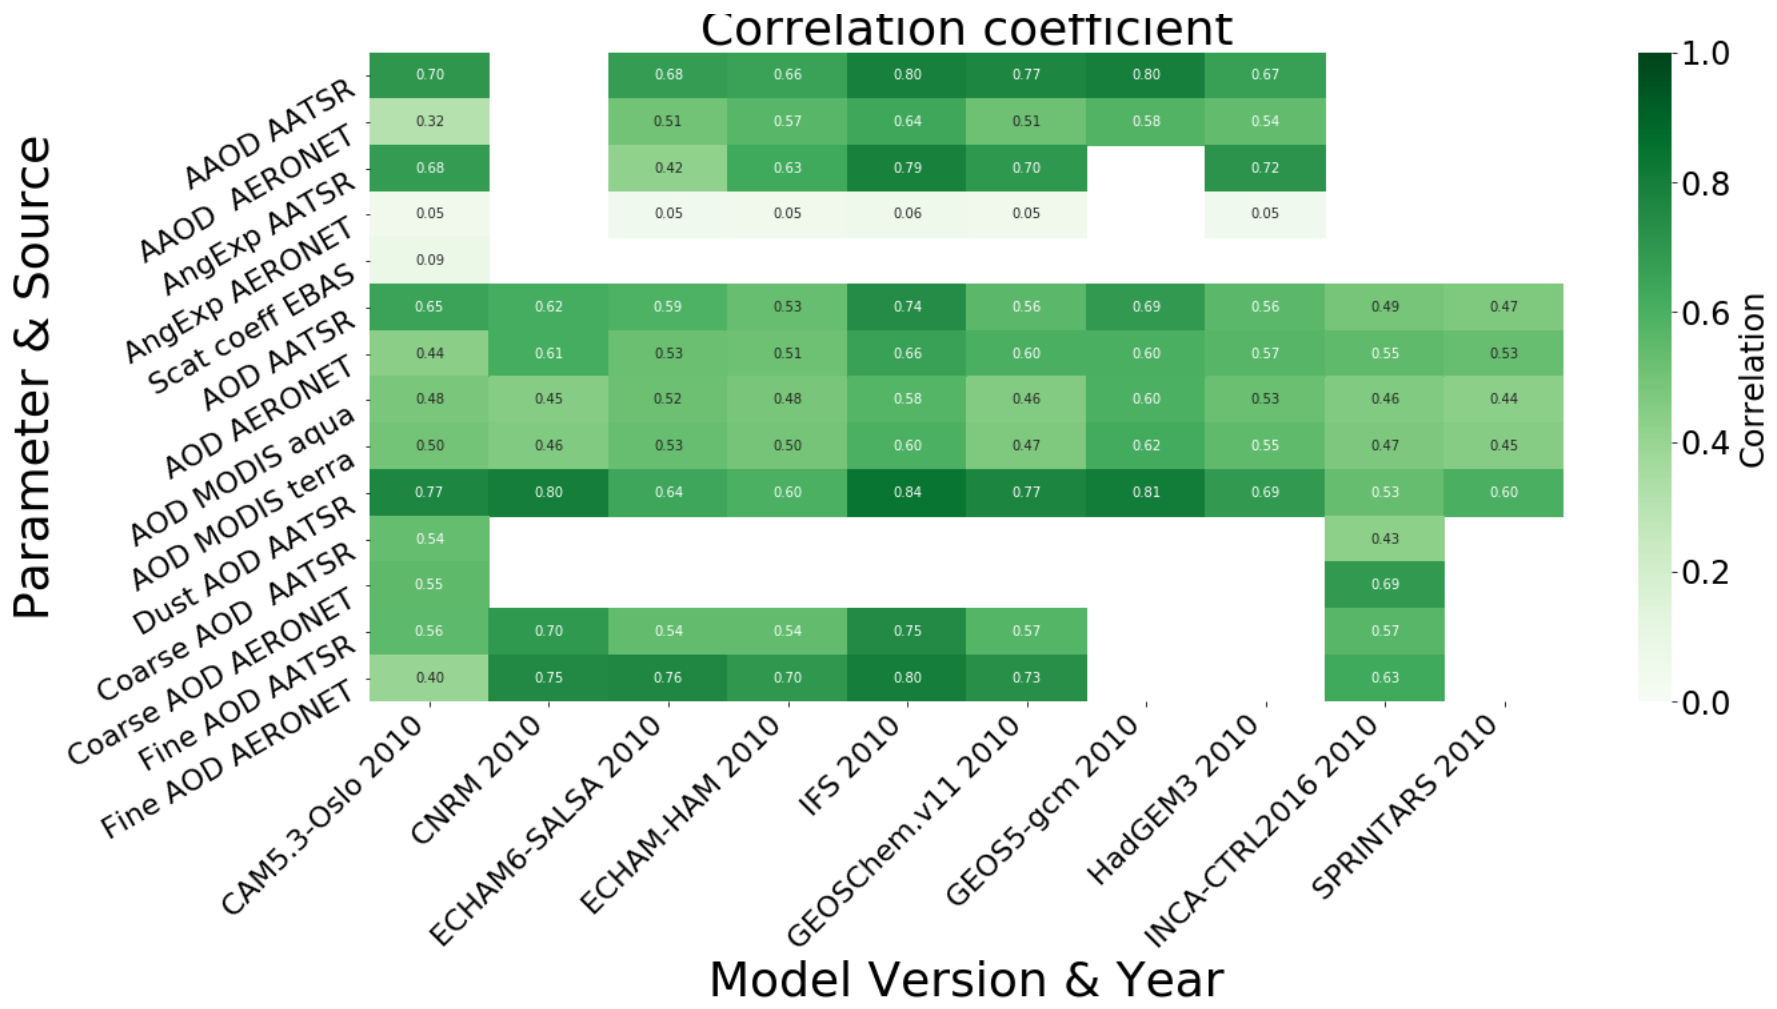 Correlation coefficient
Parameter & Source
AAOD AATSR 0.70 0.68 0.66 0.80 0.77 0.80 0.67
AAOD  AERONET 0.32 0.51 0.57 0.64 0.51 0.58 0.54
AngExp AATSR 0.68 0.42 0.63 0.79 0.70 0.72
AngExp AERONET 0.05 0.05 0.05 0.06 0.05 0.05
Scat coeff EBAS 0.09
AOD AATSR 0.65 0.62 0.59 0.53 0.74 0.56 0.69 0.56 0.49 0.47
AOD AERONET 0.44 0.61 0.53 0.51 0.66 0.60 0.60 0.57 0.55 0.53
AOD MODIS aqua 0.48 0.45 0.52 0.48 0.58 0.46 0.60 0.53 0.46 0.44
AOD MODIS terra 0.50 0.46 0.53 0.50 0.60 0.47 0.62 0.55 0.47 0.45
Dust AOD AATSR 0.77 0.80 0.64 0.60 0.84 0.77 0.81 0.69 0.53 0.60
Coarse AOD  AATSR 0.54 0.43
Coarse AOD AERONET 0.55 0.69
Fine AOD AATSR 0.56 0.70 0.54 0.54 0.75 0.57 0.57
Fine AOD AERONET 0.40 0.75 0.76 0.70 0.80 0.73 0.63
CAM5.3-Oslo 2010
CNRM 2010
ECHAM6-SALSA 2010
ECHAM-HAM 2010
IFS 2010
GEOSChem.v11 2010
GEOS5-gcm 2010
HadGEM3 2010
INCA-CTRL2016 2010
SPRINTARS 2010
Model Version & Year
1.0
0.8
0.6
0.4
0.2
0.0
Correlation